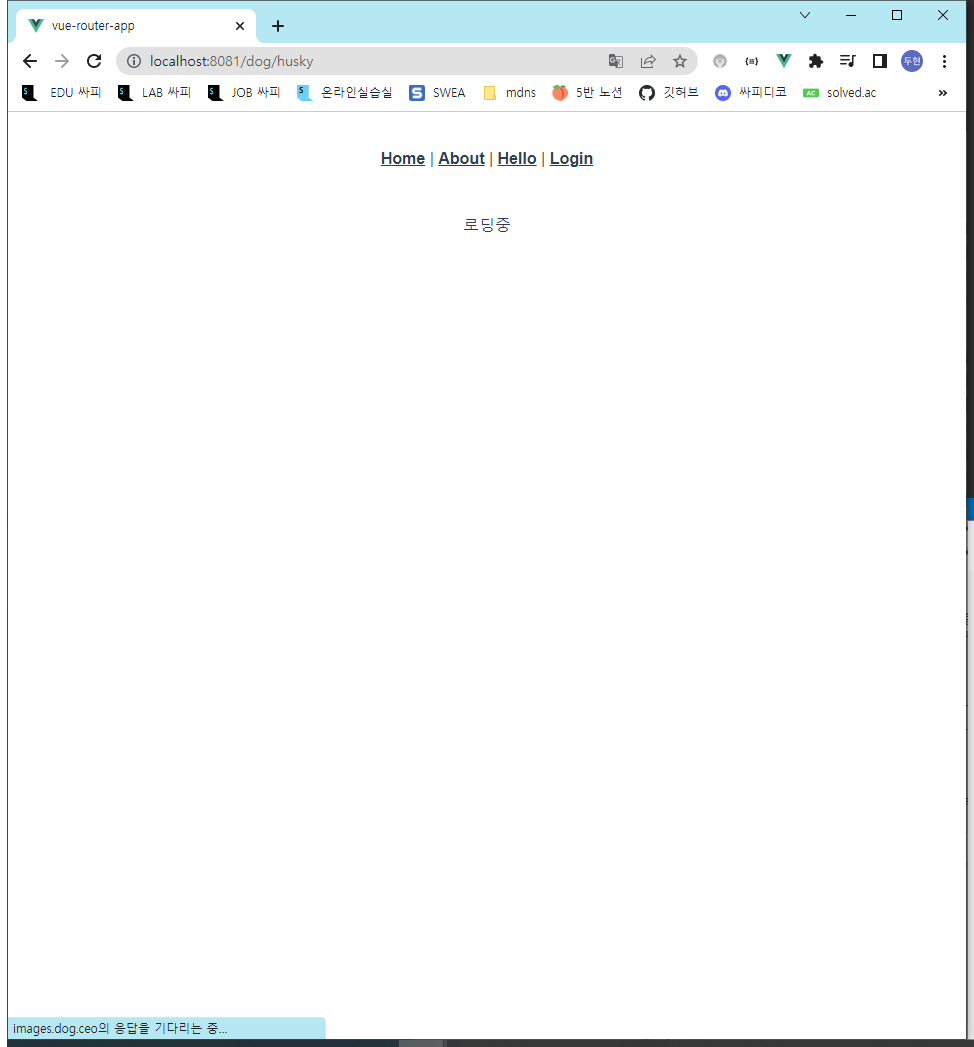 vue-router-app
localhost:8081/dog/husky
두현
EDU 싸피 LAB 싸피 JOB 싸피 온라인실습실 SWEA mdns 5반 노션 깃허브 싸피디코 AC solved.ac »
Home | About | Hello | Login
로딩중
images.dog.ceo의 응답을 기다리는 중...